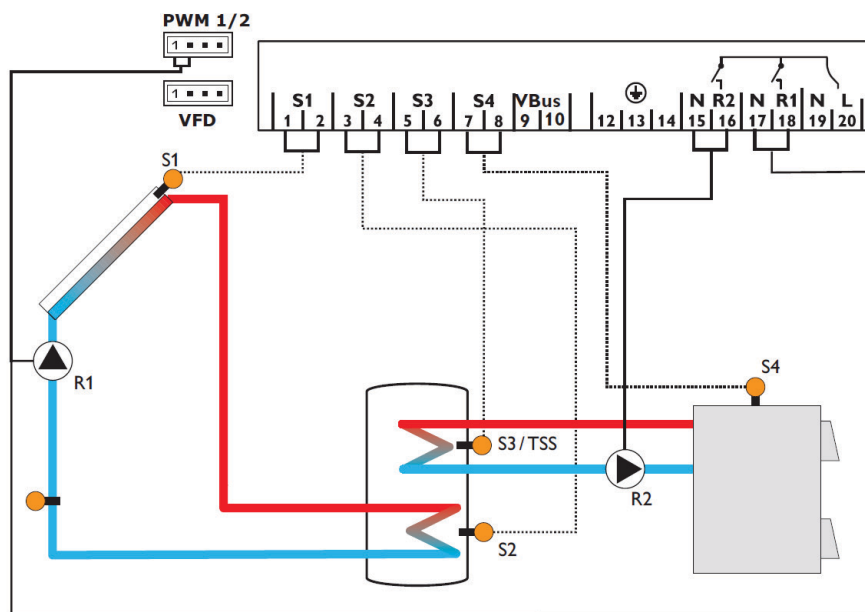 PWM 1/2
1
VFD
S1 S2 S3 S4 VBus N R2 N R1 N L
1 2 3 4 5 6 7 8 9 10 12 13 14 15 16 17 18 19 20
S1
R1
S4
S3 / TSS
R2
S2